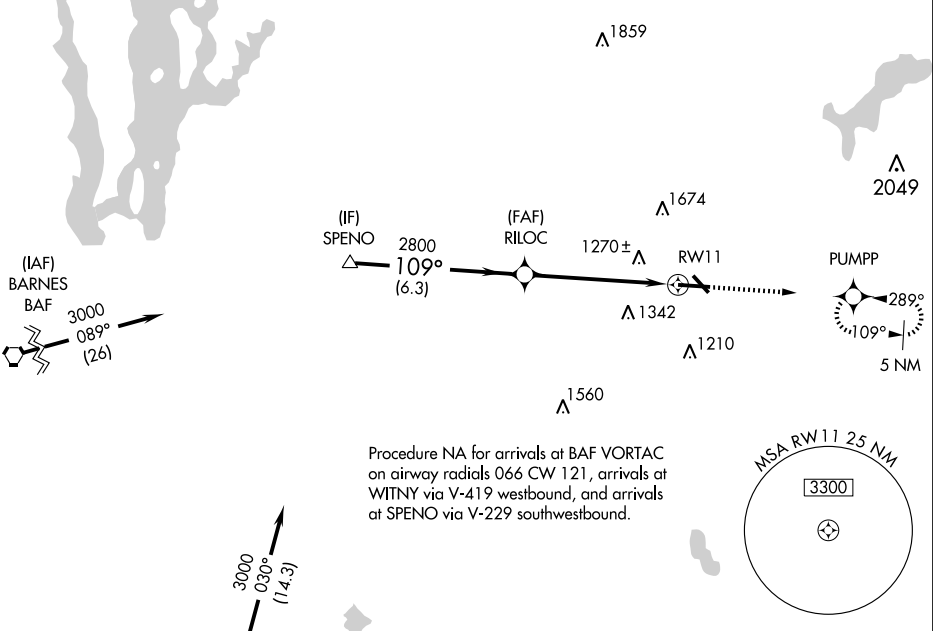 1859
2049
1674
(IF)
SPENO
2800
109°
(6.3)
(FAF)
RILOC
1270±
RW11
PUMPP
289°
109°
5 NM
(IAF)
BARNES
BAF
3000
089°
(26)
1342
1210
1560
Procedure NA for arrivals at BAF VORTAC
on airway radials 066 CW 121, arrivals at
WITNY via V-419 westbound, and arrivals
at SPENO via V-229 southwestbound.
MSA RW11 25 NM
3300
3000
030°
(14.3)